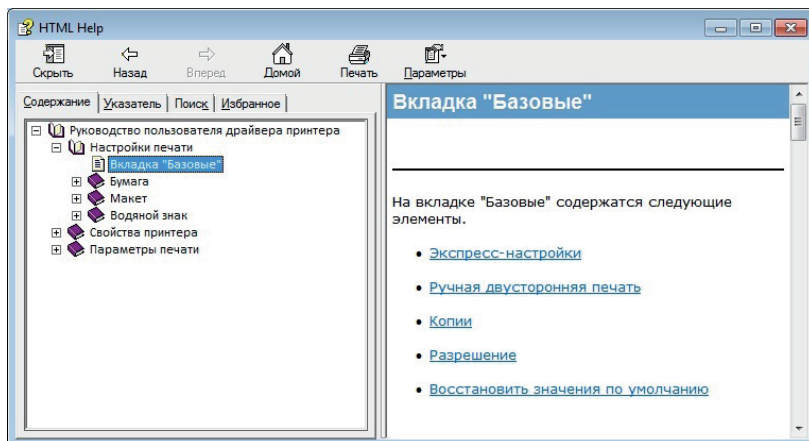 HTML Help
Скрыть Назад Вперед Домой Печать Параметры
Содержание Указатель Поиск Избранное
Руководство пользователя драйвера принтера
Настройки печати
Вкладка "Базовые"
Бумага
Макет
Водяной знак
Свойства принтера
Параметры печати
Вкладка "Базовые"
На вкладке "Базовые" содержатся следующие
элементы.
• Экспресс-настройки
• Ручная двусторонняя печать
• Копии
• Разрешение
• Восстановить значения по умолчанию